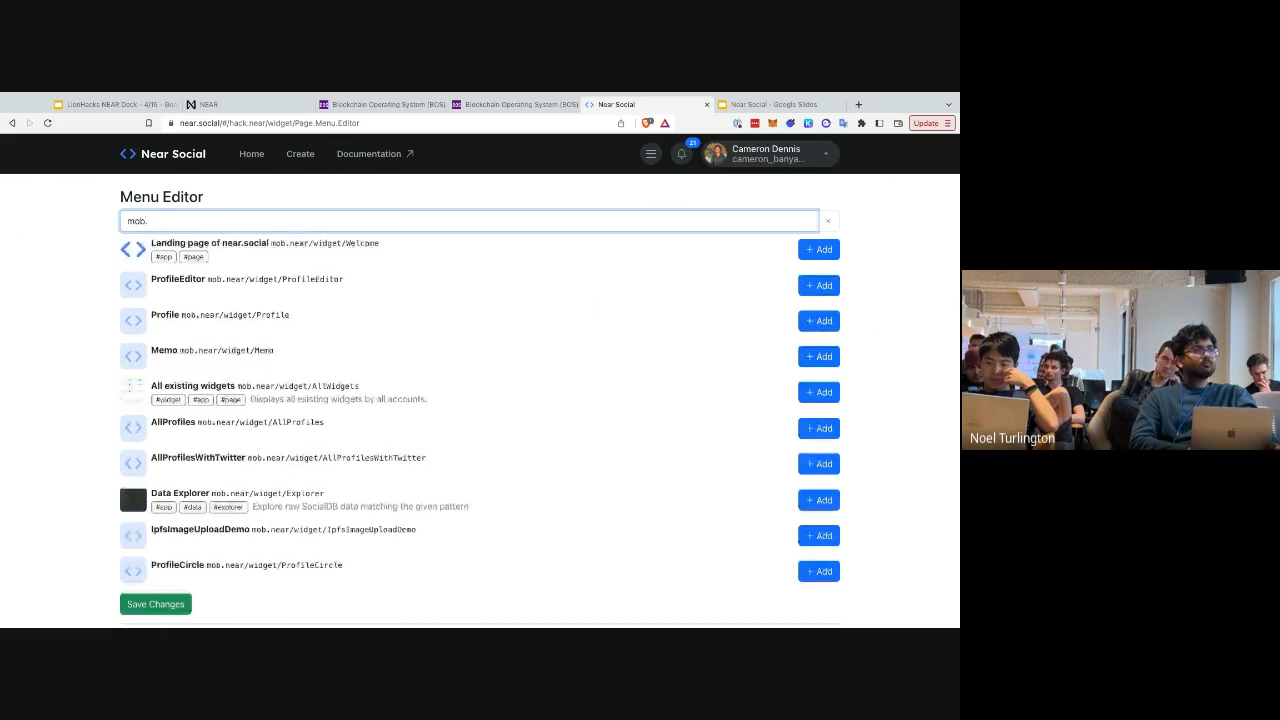 LionHacks NEAR Deck - 4/15 - Goo
NEAR
Blockchain Operating System (BOS)
Blockchain Operating System (BOS)
Near Social
Near Social - Google Slides
near.social/#/hack.near/widget/Page.Menu.Editor
Update
Near Social
Home
Create
Documentation
21
Cameron Dennis
cameron_banya...
Menu Editor
mob.
Landing page of near.social mob.near/widget/Welcome
#app #page
+ Add
ProfileEditor mob.near/widget/ProfileEditor
+ Add
Profile mob.near/widget/Profile
+ Add
Memo mob.near/widget/Memo
+ Add
All existing widgets mob.near/widget/AllWidgets
#widget #app #page Displays all existing widgets by all accounts.
+ Add
AllProfiles mob.near/widget/AllProfiles
+ Add
AllProfilesWithTwitter mob.near/widget/AllProfilesWithTwitter
+ Add
Data Explorer mob.near/widget/Explorer
#app #data #explorer Explore raw SocialDB data matching the given pattern
+ Add
IpfsImageUploadDemo mob.near/widget/IpfsImageUploadDemo
+ Add
ProfileCircle mob.near/widget/ProfileCircle
+ Add
Save Changes
Noel Turlington